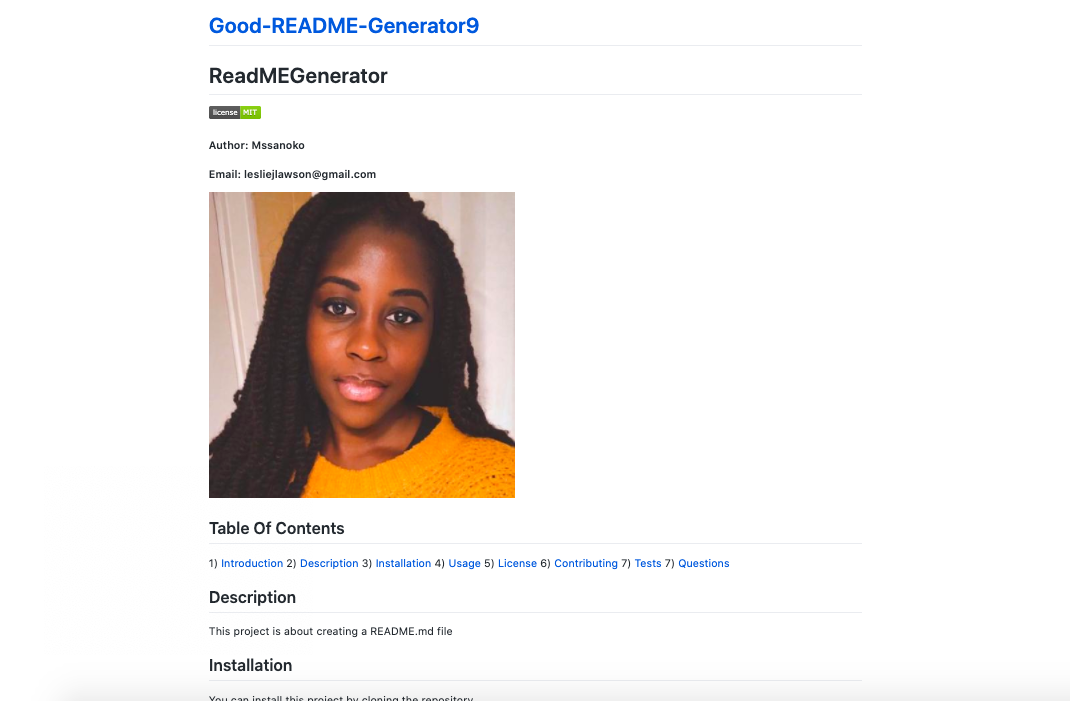 Good-README-Generator9
ReadMEGenerator
license MIT
Author: Mssanoko
Email: lesliejlawson@gmail.com
Table Of Contents
1) Introduction 2) Description 3) Installation 4) Usage 5) License 6) Contributing 7) Tests 7) Questions
Description
This project is about creating a README.md file
Installation
You can install this project by cloning the repository